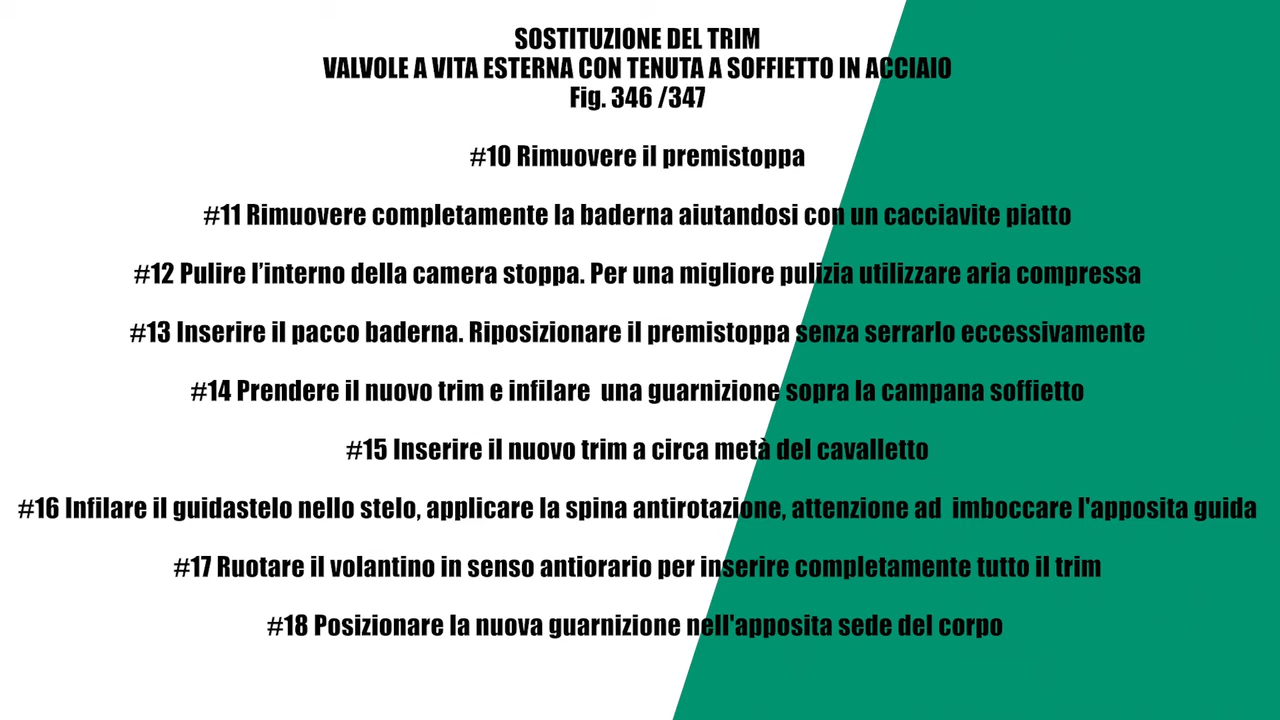 SOSTITUZIONE DEL TRIM
VALVOLE A VITA ESTERNA CON TENUTA A SOFFIETTO IN ACCIAIO
Fig. 346 /347
#10 Rimuovere il premistoppa
#11 Rimuovere completamente la baderna aiutandosi con un cacciavite piatto
#12 Pulire l’interno della camera stoppa. Per una migliore pulizia utilizzare aria compressa
#13 Inserire il pacco baderna. Riposizionare il premistoppa senza serrarlo eccessivamente
#14 Prendere il nuovo trim e infilare  una guarnizione sopra la campana soffietto
#15 Inserire il nuovo trim a circa metà del cavalletto
#16 Infilare il guidastelo nello stelo, applicare la spina antirotazione, attenzione ad  imboccare l'apposita guida
#17 Ruotare il volantino in senso antiorario per inserire completamente tutto il trim
#18 Posizionare la nuova guarnizione nell'apposita sede del corpo